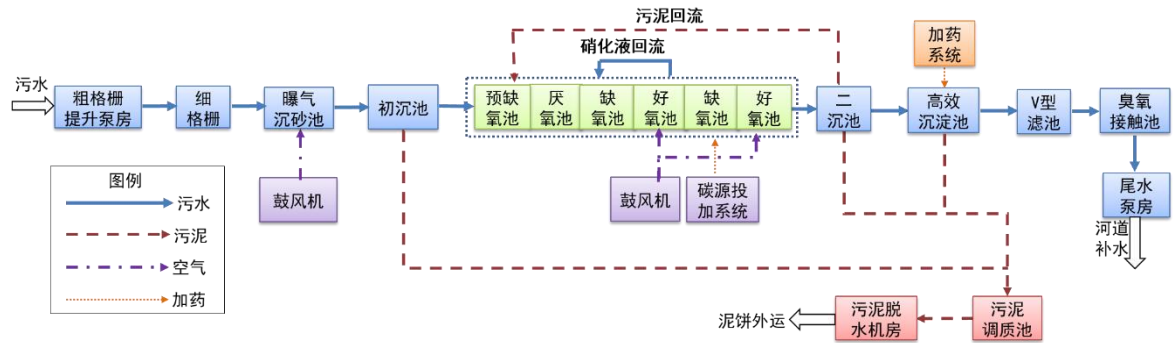 污泥回流
硝化液回流
加药
系统
污水
粗格栅
提升泵房
细
格栅
曝气
沉砂池
初沉池
预缺
氧池
厌
氧池
缺
氧池
好
氧池
缺
氧池
好
氧池
二
沉池
高效
沉淀池
V型
滤池
臭氧
接触池
图例
污水
污泥
空气
加药
鼓风机
鼓风机
碳源投
加系统
尾水
泵房
河道
补水
泥饼外运
污泥脱
水机房
污泥
调质池